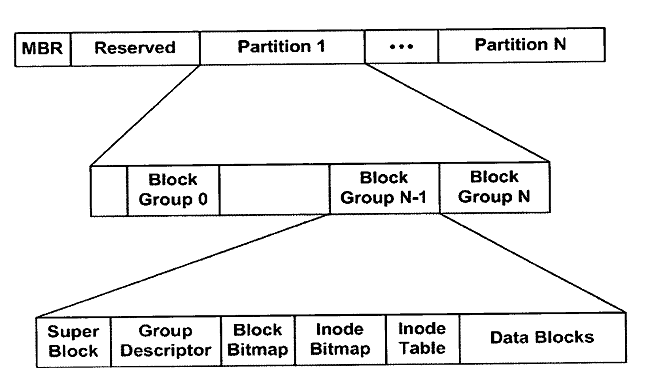 MBR
Reserved
Partition 1
•••
Partition N
Block
Group 0
Block
Group N-1
Block
Group N
Super
Block
Group
Descriptor
Block
Bitmap
Inode
Bitmap
Inode
Table
Data Blocks